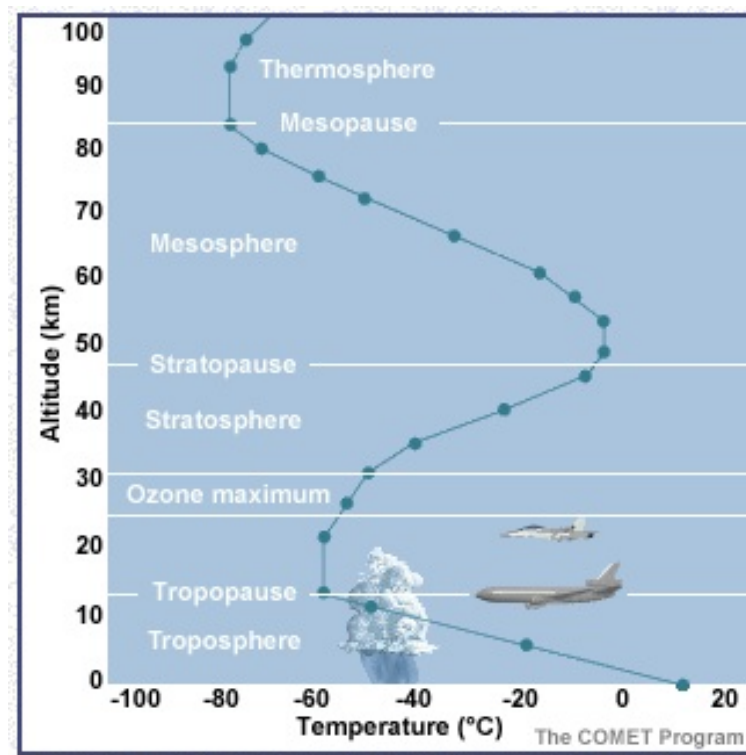 100
Thermosphere
90
Mesopause
80
70
Mesosphere
60
50
Stratopause
40
Stratosphere
30
Ozone maximum
20
Tropopause
10
Troposphere
0
Altitude (km)
-100 -80 -60 -40 -20 0 20
Temperature (°C)
The COMET Program